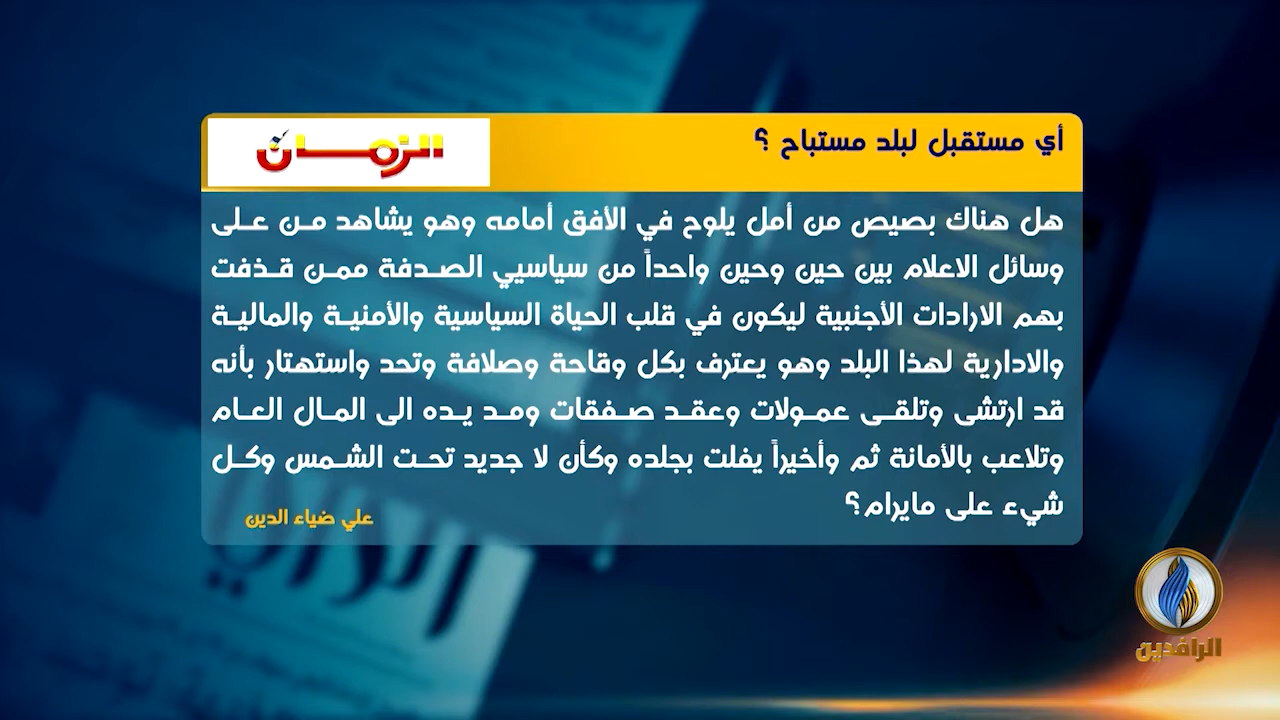 أي مستقبل لبلد مستباح ؟
الزمان
هل هناك بصيص من أمل يلوح في الأفق أمامه وهو يشاهد من على
وسائل الاعلام بين حين وحين واحداً من سياسيي الصدفة ممن قذفت
بهم الارادات الأجنبية ليكون في قلب الحياة السياسية والأمنية والمالية
والادارية لهذا البلد وهو يعترف بكل وقاحة وصلافة وتحد واستهتار بأنه
قد ارتشى وتلقى عمولات وعقد صفقات ومد يده الى المال العام
وتلاعب بالأمانة ثم وأخيراً يفلت بجلده وكأن لا جديد تحت الشمس وكل
شيء على مايرام؟
علي ضياء الدين
الرأي
الرافدين